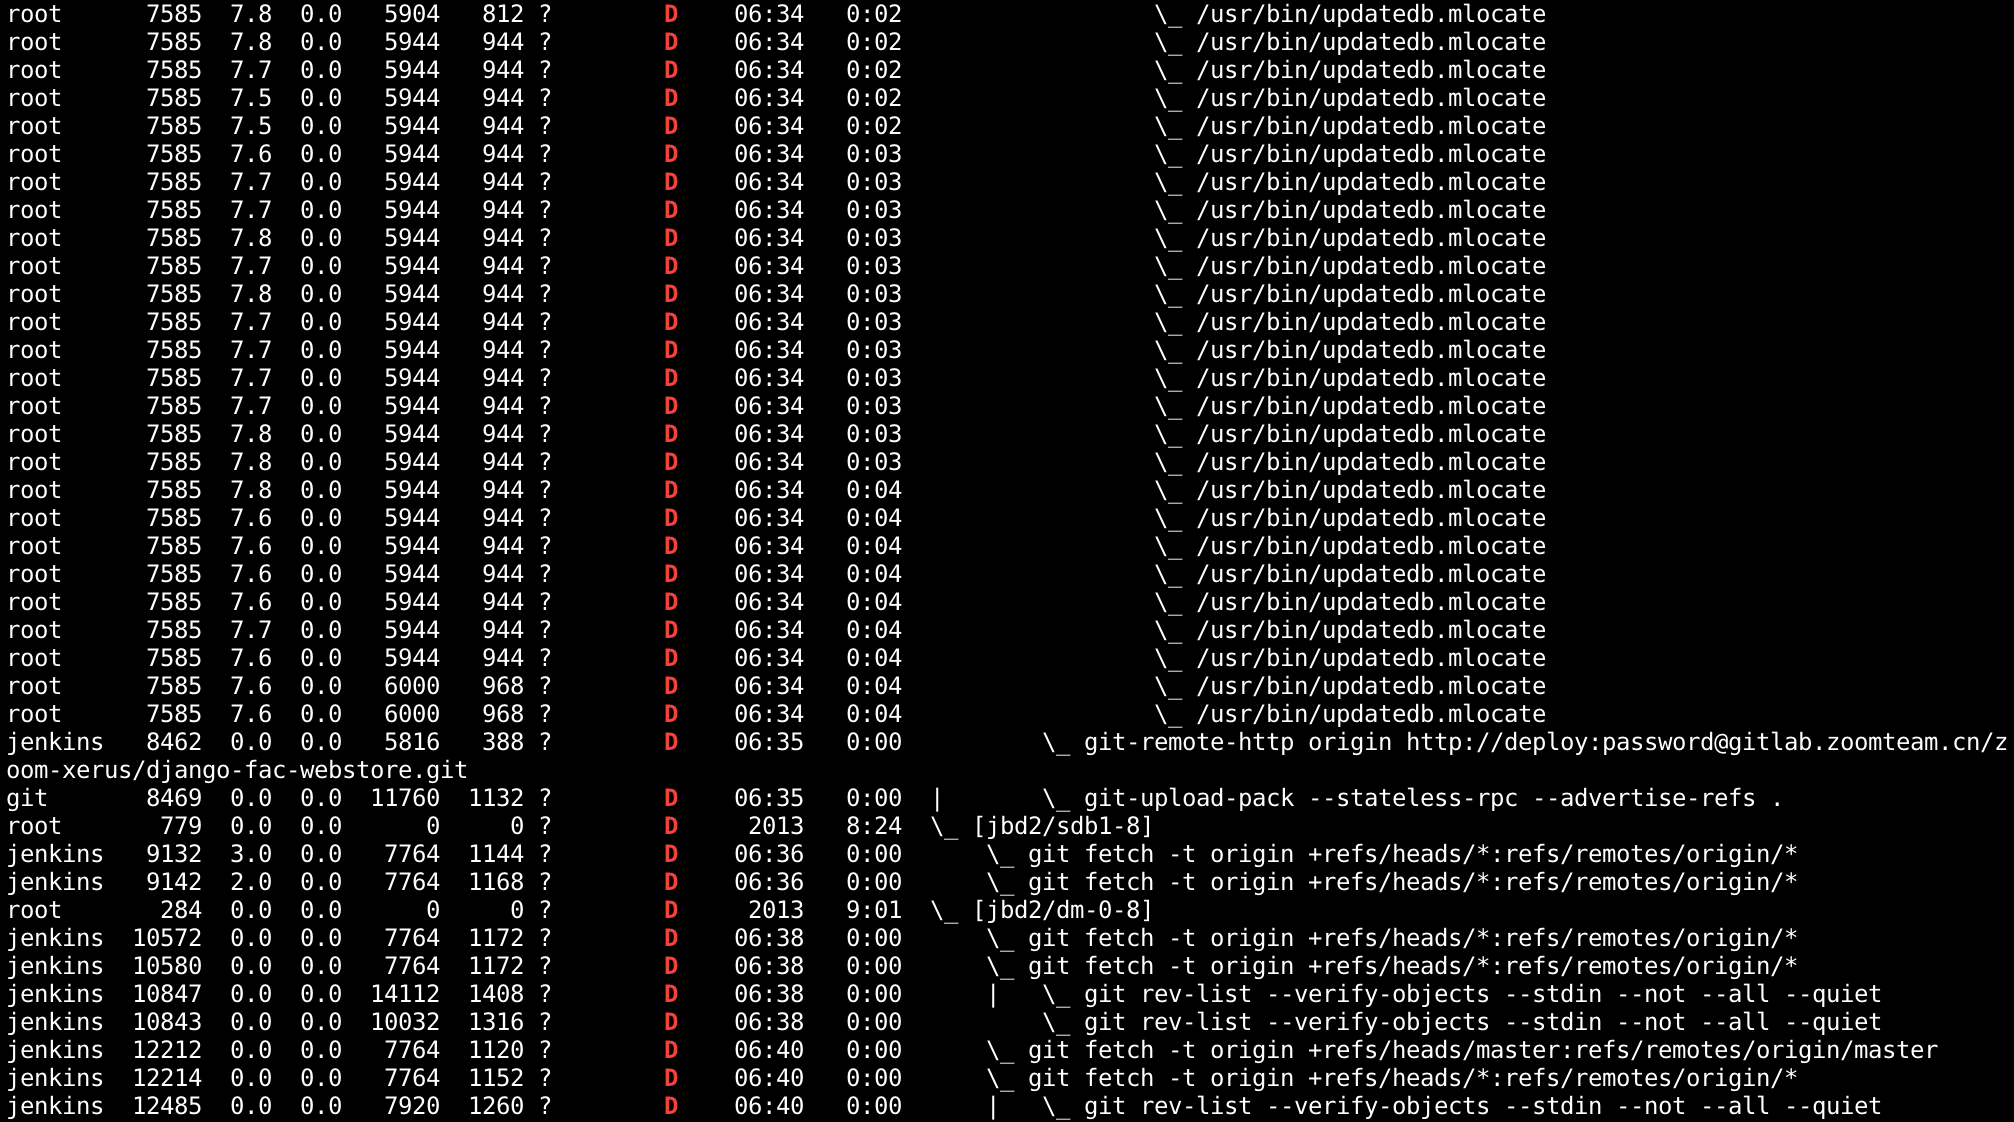 root      7585  7.8  0.0   5904   812 ?        D    06:34   0:02                  \_ /usr/bin/updatedb.mlocate
root      7585  7.8  0.0   5944   944 ?        D    06:34   0:02                  \_ /usr/bin/updatedb.mlocate
root      7585  7.7  0.0   5944   944 ?        D    06:34   0:02                  \_ /usr/bin/updatedb.mlocate
root      7585  7.5  0.0   5944   944 ?        D    06:34   0:02                  \_ /usr/bin/updatedb.mlocate
root      7585  7.5  0.0   5944   944 ?        D    06:34   0:02                  \_ /usr/bin/updatedb.mlocate
root      7585  7.6  0.0   5944   944 ?        D    06:34   0:03                  \_ /usr/bin/updatedb.mlocate
root      7585  7.7  0.0   5944   944 ?        D    06:34   0:03                  \_ /usr/bin/updatedb.mlocate
root      7585  7.7  0.0   5944   944 ?        D    06:34   0:03                  \_ /usr/bin/updatedb.mlocate
root      7585  7.8  0.0   5944   944 ?        D    06:34   0:03                  \_ /usr/bin/updatedb.mlocate
root      7585  7.7  0.0   5944   944 ?        D    06:34   0:03                  \_ /usr/bin/updatedb.mlocate
root      7585  7.8  0.0   5944   944 ?        D    06:34   0:03                  \_ /usr/bin/updatedb.mlocate
root      7585  7.7  0.0   5944   944 ?        D    06:34   0:03                  \_ /usr/bin/updatedb.mlocate
root      7585  7.7  0.0   5944   944 ?        D    06:34   0:03                  \_ /usr/bin/updatedb.mlocate
root      7585  7.7  0.0   5944   944 ?        D    06:34   0:03                  \_ /usr/bin/updatedb.mlocate
root      7585  7.7  0.0   5944   944 ?        D    06:34   0:03                  \_ /usr/bin/updatedb.mlocate
root      7585  7.8  0.0   5944   944 ?        D    06:34   0:03                  \_ /usr/bin/updatedb.mlocate
root      7585  7.8  0.0   5944   944 ?        D    06:34   0:03                  \_ /usr/bin/updatedb.mlocate
root      7585  7.8  0.0   5944   944 ?        D    06:34   0:04                  \_ /usr/bin/updatedb.mlocate
root      7585  7.6  0.0   5944   944 ?        D    06:34   0:04                  \_ /usr/bin/updatedb.mlocate
root      7585  7.6  0.0   5944   944 ?        D    06:34   0:04                  \_ /usr/bin/updatedb.mlocate
root      7585  7.6  0.0   5944   944 ?        D    06:34   0:04                  \_ /usr/bin/updatedb.mlocate
root      7585  7.6  0.0   5944   944 ?        D    06:34   0:04                  \_ /usr/bin/updatedb.mlocate
root      7585  7.7  0.0   5944   944 ?        D    06:34   0:04                  \_ /usr/bin/updatedb.mlocate
root      7585  7.6  0.0   5944   944 ?        D    06:34   0:04                  \_ /usr/bin/updatedb.mlocate
root      7585  7.6  0.0   6000   968 ?        D    06:34   0:04                  \_ /usr/bin/updatedb.mlocate
root      7585  7.6  0.0   6000   968 ?        D    06:34   0:04                  \_ /usr/bin/updatedb.mlocate
jenkins   8462  0.0  0.0   5816   388 ?        D    06:35   0:00          \_ git-remote-http origin http://deploy:password@gitlab.zoomteam.cn/z
oom-xerus/django-fac-webstore.git
git       8469  0.0  0.0  11760  1132 ?        D    06:35   0:00  |       \_ git-upload-pack --stateless-rpc --advertise-refs .
root       779  0.0  0.0      0     0 ?        D     2013   8:24  \_ [jbd2/sdb1-8]
jenkins   9132  3.0  0.0   7764  1144 ?        D    06:36   0:00      \_ git fetch -t origin +refs/heads/*:refs/remotes/origin/*
jenkins   9142  2.0  0.0   7764  1168 ?        D    06:36   0:00      \_ git fetch -t origin +refs/heads/*:refs/remotes/origin/*
root       284  0.0  0.0      0     0 ?        D     2013   9:01  \_ [jbd2/dm-0-8]
jenkins  10572  0.0  0.0   7764  1172 ?        D    06:38   0:00      \_ git fetch -t origin +refs/heads/*:refs/remotes/origin/*
jenkins  10580  0.0  0.0   7764  1172 ?        D    06:38   0:00      \_ git fetch -t origin +refs/heads/*:refs/remotes/origin/*
jenkins  10847  0.0  0.0  14112  1408 ?        D    06:38   0:00      |   \_ git rev-list --verify-objects --stdin --not --all --quiet
jenkins  10843  0.0  0.0  10032  1316 ?        D    06:38   0:00          \_ git rev-list --verify-objects --stdin --not --all --quiet
jenkins  12212  0.0  0.0   7764  1120 ?        D    06:40   0:00      \_ git fetch -t origin +refs/heads/master:refs/remotes/origin/master
jenkins  12214  0.0  0.0   7764  1152 ?        D    06:40   0:00      \_ git fetch -t origin +refs/heads/*:refs/remotes/origin/*
jenkins  12485  0.0  0.0   7920  1260 ?        D    06:40   0:00      |   \_ git rev-list --verify-objects --stdin --not --all --quiet